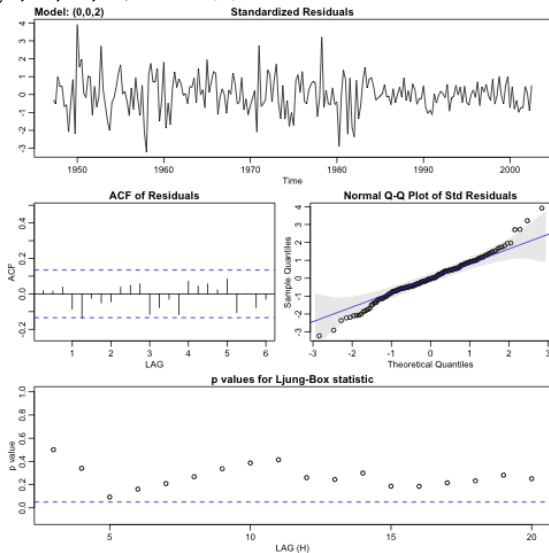 Model: (0,0,2) Standardized Residuals
4
3
2
1
0
-1
-3
1950 1960 1970 1980 1990 2000
Time
ACF of Residuals
ACF
0.4
0.2
0.0
-0.2
1 2 3 4 5 6
LAG
Normal Q-Q Plot of Std Residuals
Sample Quantiles
4
3
2
1
0
-1
-3
-3 -2 -1 0 1 2 3
Theoretical Quantiles
p values for Ljung-Box statistic
p value
1.0
0.8
0.6
0.4
0.2
0.0
5 10 15 20
LAG (H)